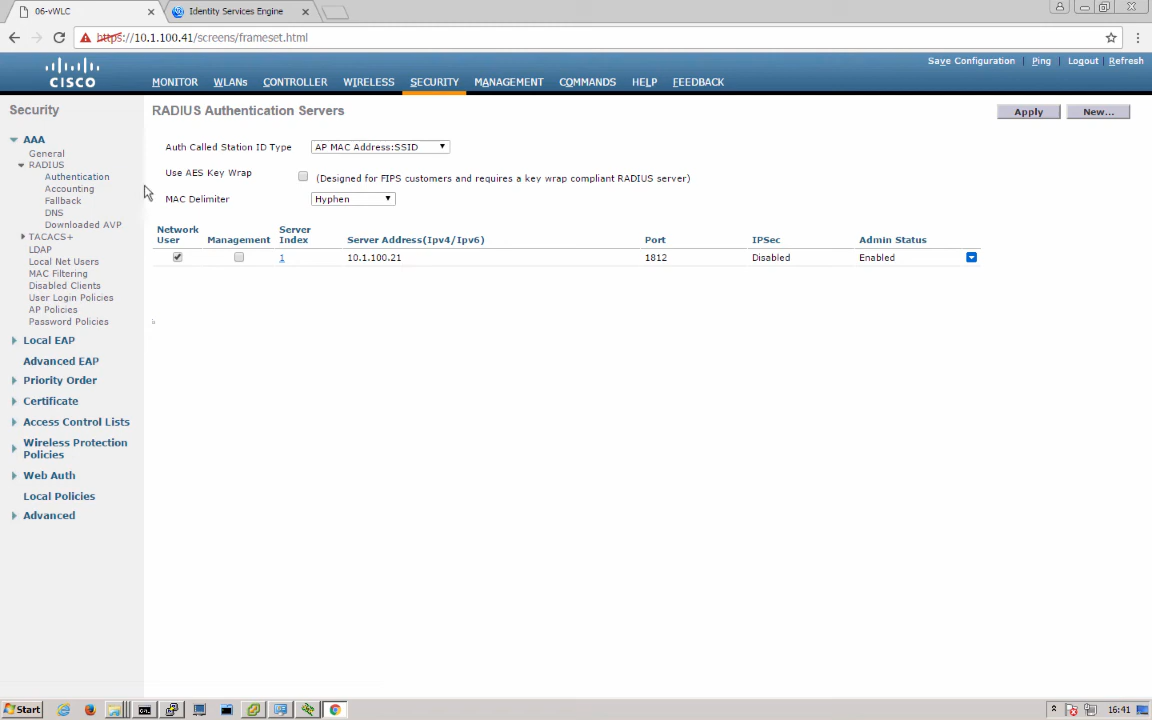 06-vWLC
Identity Services Engine
https://10.1.100.41/screens/frameset.html
CISCO
MONITOR WLANs CONTROLLER WIRELESS SECURITY MANAGEMENT COMMANDS HELP FEEDBACK
Save Configuration Ping Logout Refresh
Security
AAA
General
RADIUS
Authentication
Accounting
Fallback
DNS
Downloaded AVP
TACACS+
LDAP
Local Net Users
MAC Filtering
Disabled Clients
User Login Policies
AP Policies
Password Policies
Local EAP
Advanced EAP
Priority Order
Certificate
Access Control Lists
Wireless Protection
Policies
Web Auth
Local Policies
Advanced
RADIUS Authentication Servers
Apply
New...
Auth Called Station ID Type AP MAC Address:SSID
Use AES Key Wrap (Designed for FIPS customers and requires a key wrap compliant RADIUS server)
MAC Delimiter Hyphen
Network
User
Management
Server
Index
Server Address(Ipv4/Ipv6)
Port
IPSec
Admin Status
1 10.1.100.21 1812 Disabled Enabled
Start
16:41